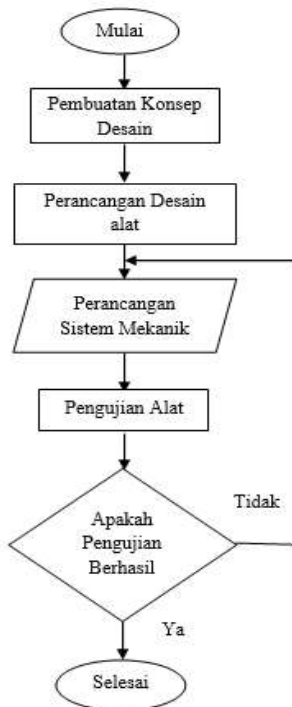 Mulai
Pembuatan Konsep
Desain
Perancangan Desain
alat
Perancangan
Sistem Mekanik
Pengujian Alat
Apakah
Pengujian
Berhasil
Tidak
Ya
Selesai